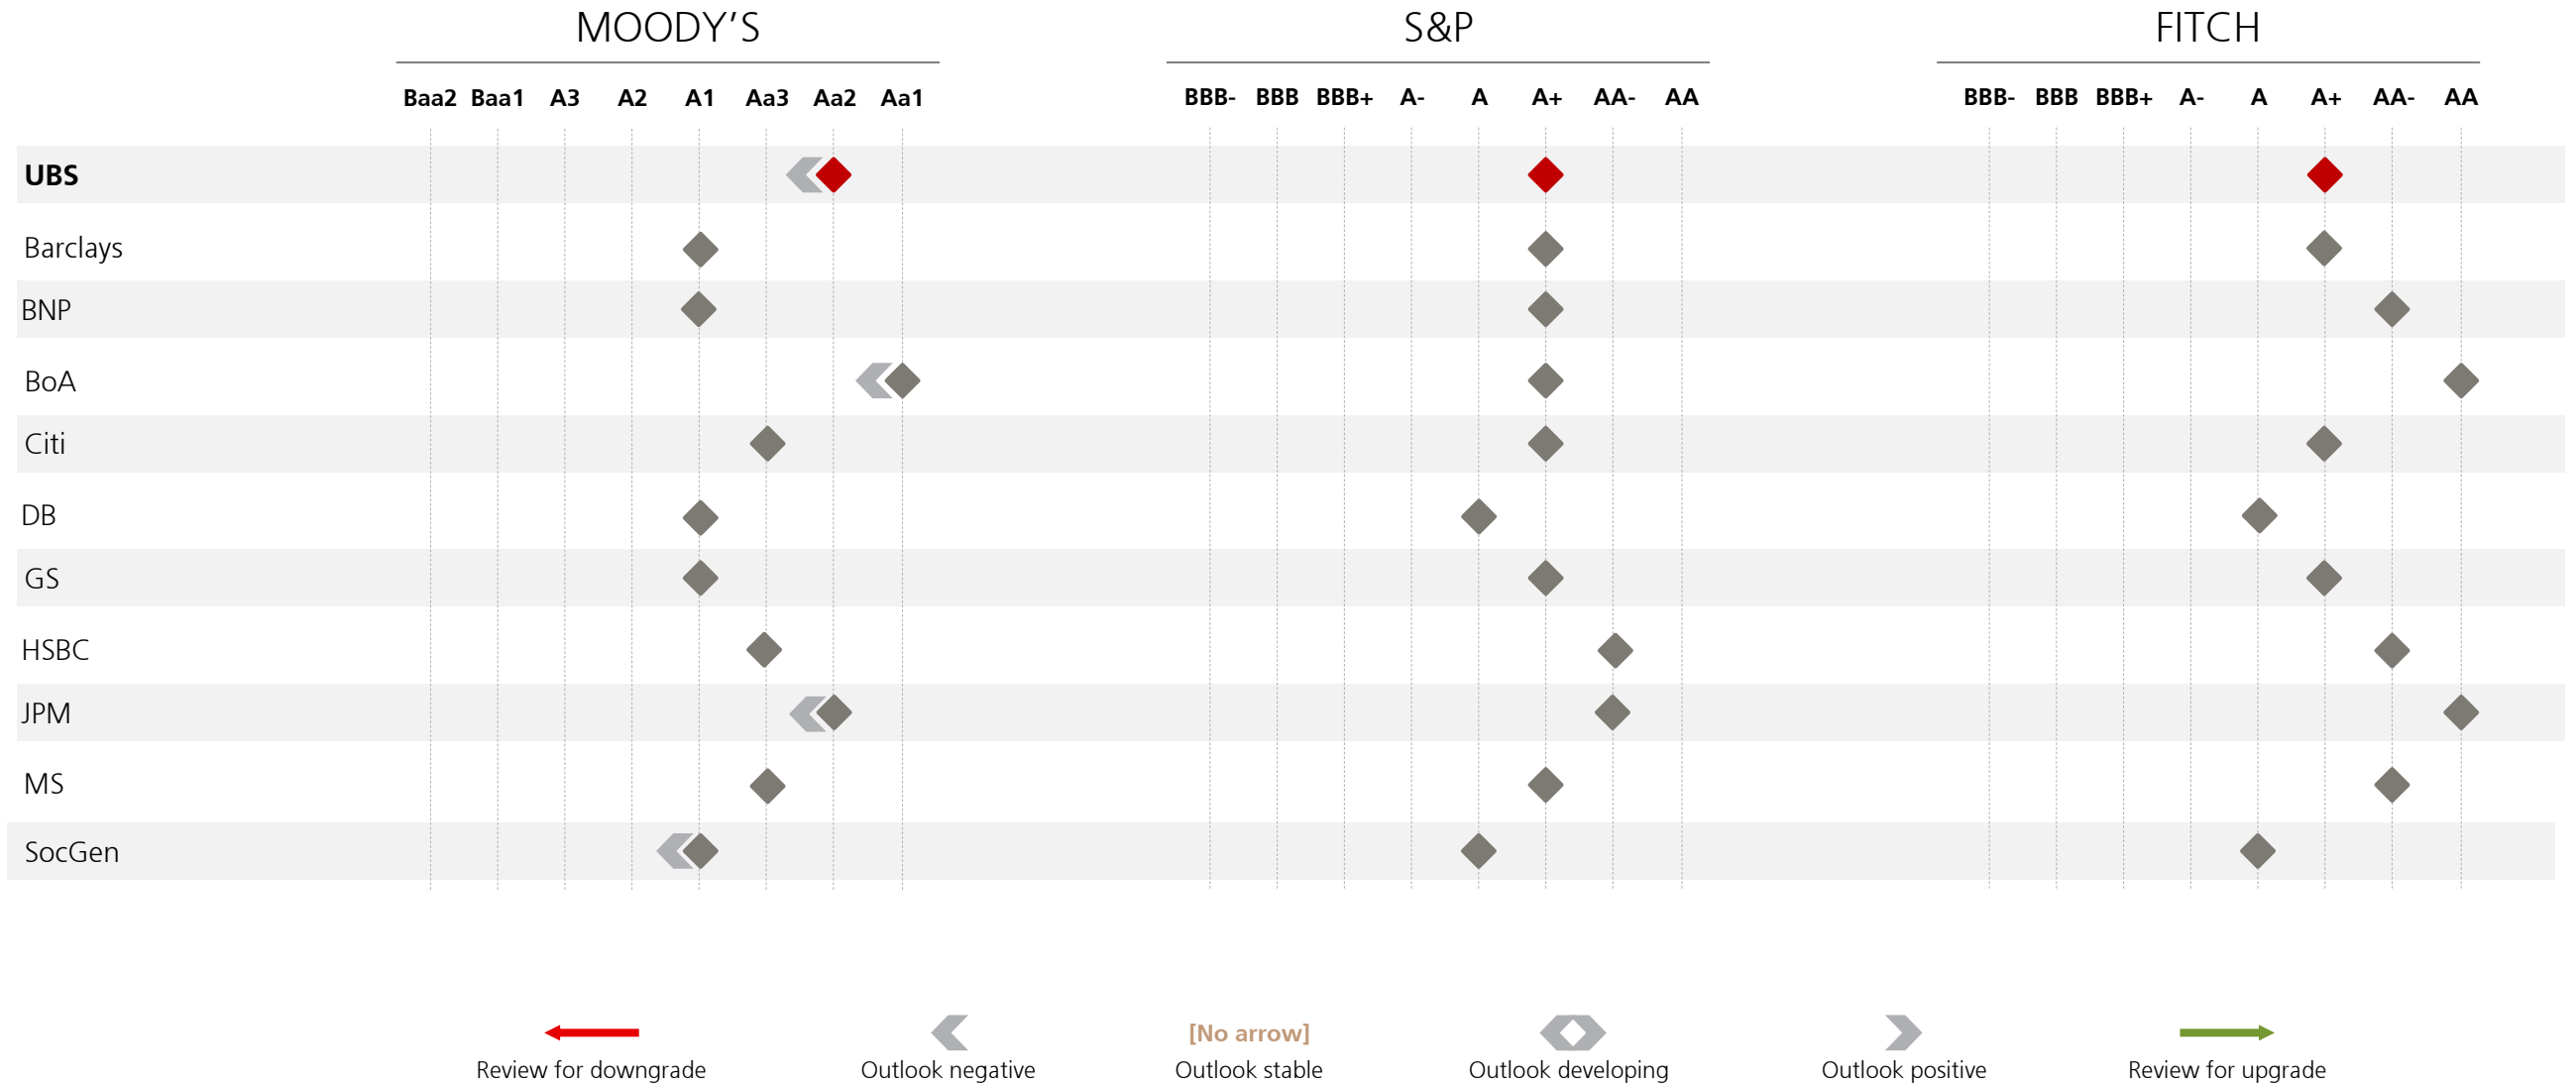 MOODY'S S&P FITCH
Baa2 Baa1 A3 A2 A1 Aa3 Aa2 Aa1 BBB- BBB BBB+ A- A A+ AA- AA BBB- BBB BBB+ A- A A+ AA- AA
UBS
Barclays
BNP
BoA
Citi
DB
GS
HSBC
JPM
MS
SocGen
[No arrow]
Review for downgrade Outlook negative Outlook stable Outlook developing Outlook positive Review for upgrade